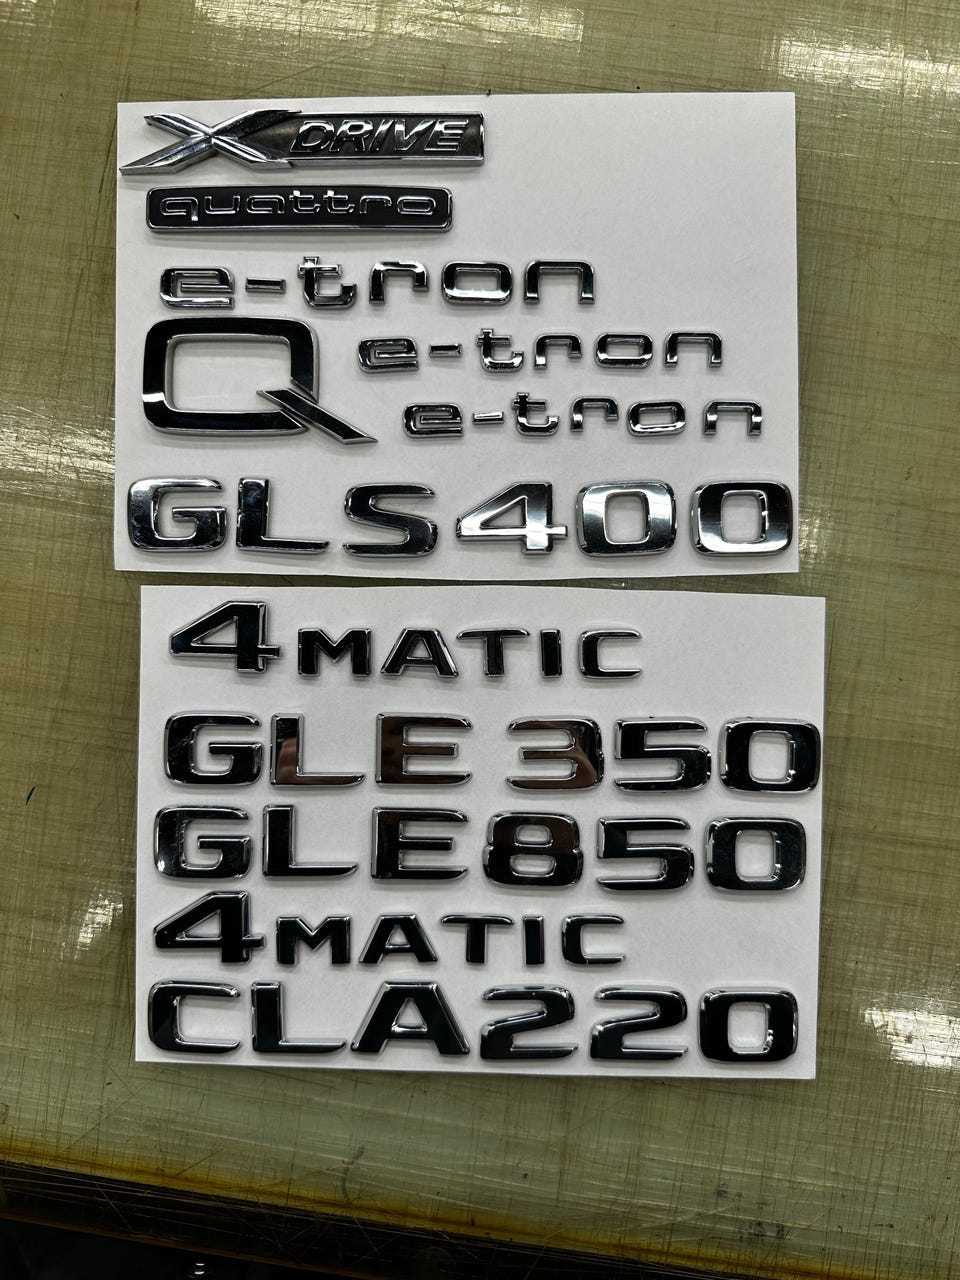 XDRIVE
quattro
e-tron
Q e-tron
e-tron
GLS400
4MATIC
GLE 350
GLE850
4MATIC
CLA220